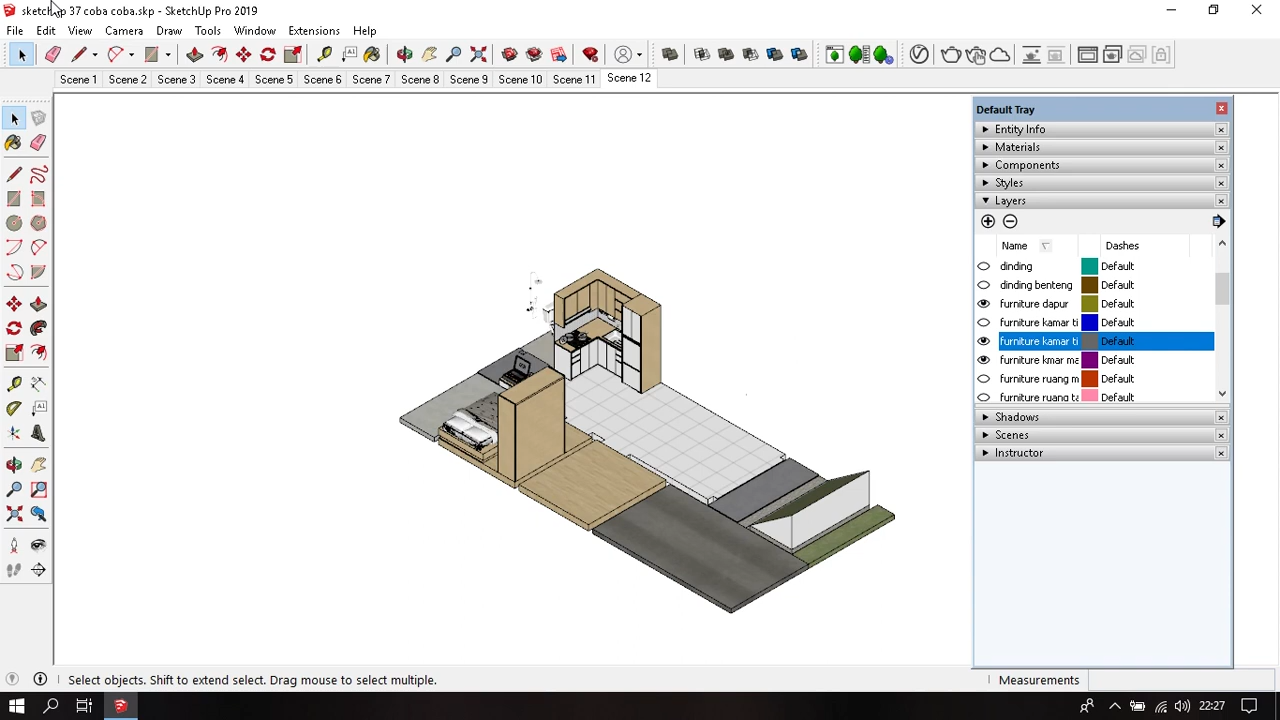 sketchup 37 coba coba.skp - SketchUp Pro 2019
File Edit View Camera Draw Tools Window Extensions Help
Scene 1 Scene 2 Scene 3 Scene 4 Scene 5 Scene 6 Scene 7 Scene 8 Scene 9 Scene 10 Scene 11 Scene 12
Default Tray
Entity Info
Materials
Components
Styles
Layers
Name Dashes
dinding Default
dinding benteng Default
furniture dapur Default
furniture kamar ti Default
furniture kamar ti Default
furniture kmar ma Default
furniture ruang m Default
furniture ruang ta Default
Shadows
Scenes
Instructor
Select objects. Shift to extend select. Drag mouse to select multiple.
Measurements
22:27